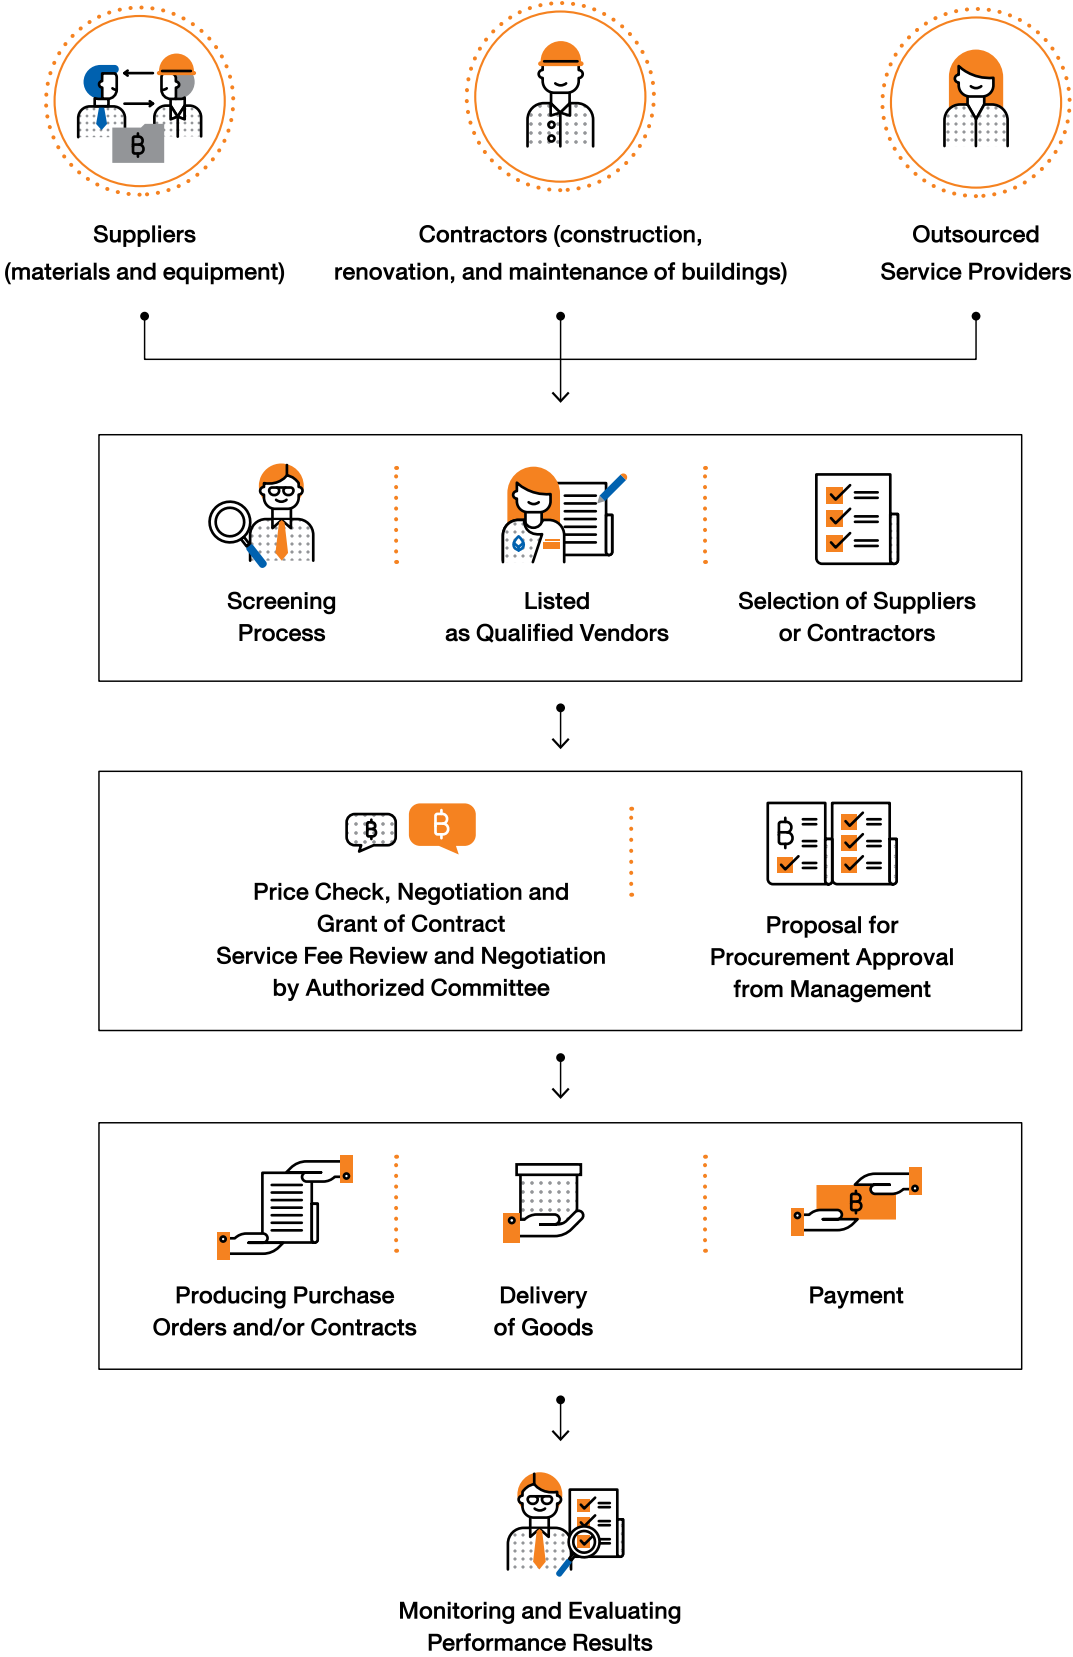 Suppliers
(materials and equipment)
Contractors (construction,
renovation, and maintenance of buildings)
Outsourced
Service Providers
Screening
Process
Listed
as Qualified Vendors
Selection of Suppliers
or Contractors
Price Check, Negotiation and
Grant of Contract
Service Fee Review and Negotiation
by Authorized Committee
Proposal for
Procurement Approval
from Management
Producing Purchase
Orders and/or Contracts
Delivery
of Goods
Payment
Monitoring and Evaluating
Performance Results